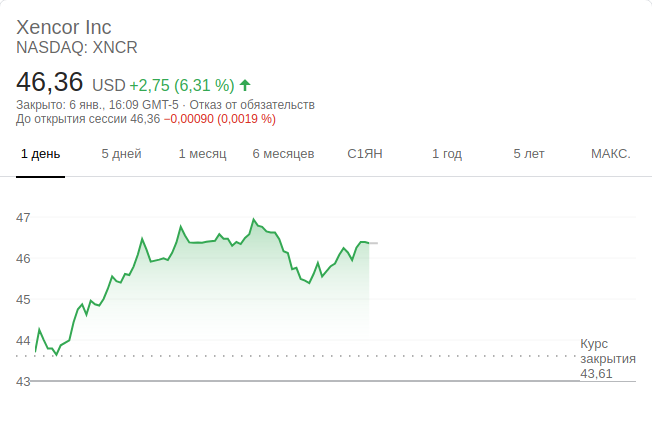 Xencor Inc
NASDAQ: XNCR
46,36 USD +2,75 (6,31 %)
Закрыто: 6 янв., 16:09 GMT-5 · Отказ от обязательств
До открытия сессии 46,36 −0,00090 (0,0019 %)
1 день 5 дней 1 месяц 6 месяцев С1ЯН 1 год 5 лет МАКС.
47
46
45
44
Курс
закрытия
43,61
43